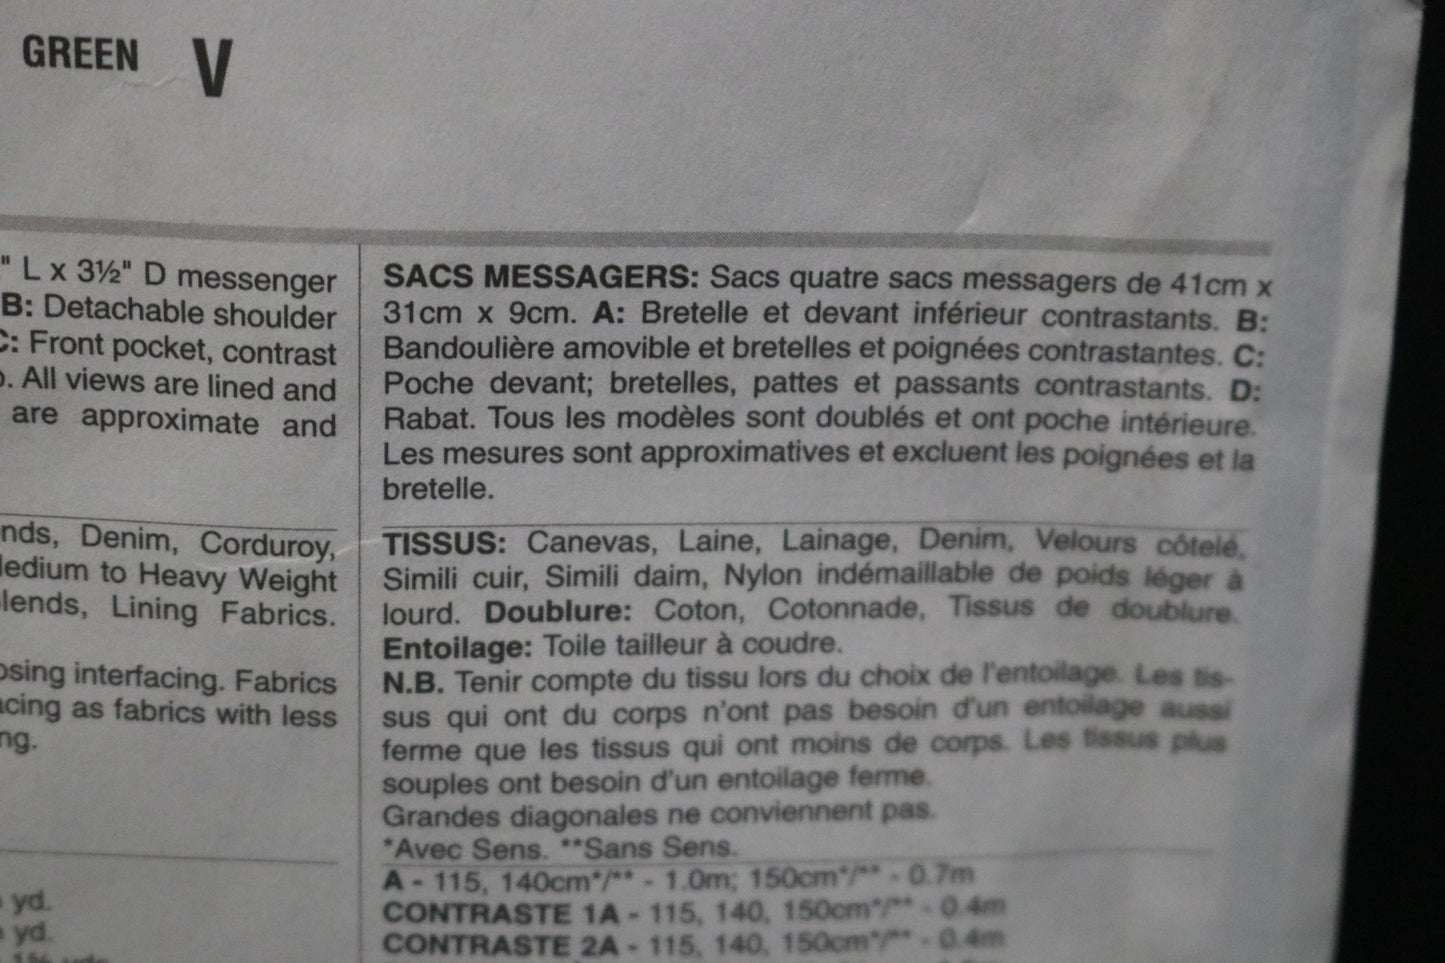 GREEN V
" L x 3½" D messenger
B: Detachable shoulder
C: Front pocket, contrast
. All views are lined and
are approximate and
nds, Denim, Corduroy,
Medium to Heavy Weight
lends, Lining Fabrics.
osing interfacing. Fabrics
acing as fabrics with less
ng.
yd.
yd.
SACS MESSAGERS: Sacs quatre sacs messagers de 41cm x
31cm x 9cm. A: Bretelle et devant inférieur contrastants. B:
Bandoulière amovible et bretelles et poignées contrastantes. C:
Poche devant; bretelles, pattes et passants contrastants. D:
Rabat. Tous les modèles sont doublés et ont poche intérieure.
Les mesures sont approximatives et excluent les poignées et la
bretelle.
TISSUS: Canevas, Laine, Lainage, Denim, Velours côtelé,
Simili cuir, Simili daim, Nylon indémaillable de poids léger à
lourd. Doublure: Coton, Cotonnade, Tissus de doublure.
Entoilage: Toile tailleur à coudre.
N.B. Tenir compte du tissu lors du choix de l'entoilage. Les tis-
sus qui ont du corps n'ont pas besoin d'un entoilage aussi
ferme que les tissus qui ont moins de corps. Les tissus plus
souples ont besoin d'un entoilage ferme.
Grandes diagonales ne conviennent pas.
*Avec Sens. **Sans Sens.
A - 115, 140cm*/** - 1.0m; 150cm*/** - 0.7m
CONTRASTE 1A - 115, 140, 150cm*/** - 0.4m
CONTRASTE 2A - 115, 140, 150cm*/** - 0.4m